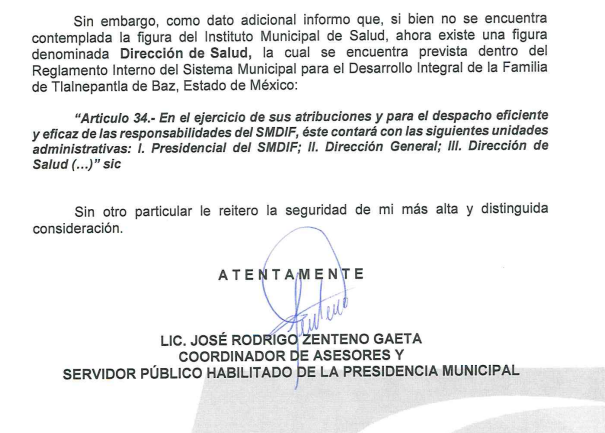 Sin embargo, como dato adicional informo que, si bien no se encuentra
contemplada la figura del Instituto Municipal de Salud, ahora existe una figura
denominada Dirección de Salud, la cual se encuentra prevista dentro del
Reglamento Interno del Sistema Municipal para el Desarrollo Integral de la Familia
de Tlalnepantla de Baz, Estado de México:
"Articulo 34.- En el ejercicio de sus atribuciones y para el despacho eficiente
y eficaz de las responsabilidades del SMDIF, éste contará con las siguientes unidades
administrativas: I. Presidencial del SMDIF; II. Dirección General; III. Dirección de
Salud (...)" sic
Sin otro particular le reitero la seguridad de mi más alta y distinguida
consideración.
ATENTAMENTE
Zenteno
LIC. JOSÉ RODRIGO ZENTENO GAETA
COORDINADOR DE ASESORES Y
SERVIDOR PÚBLICO HABILITADO DE LA PRESIDENCIA MUNICIPAL